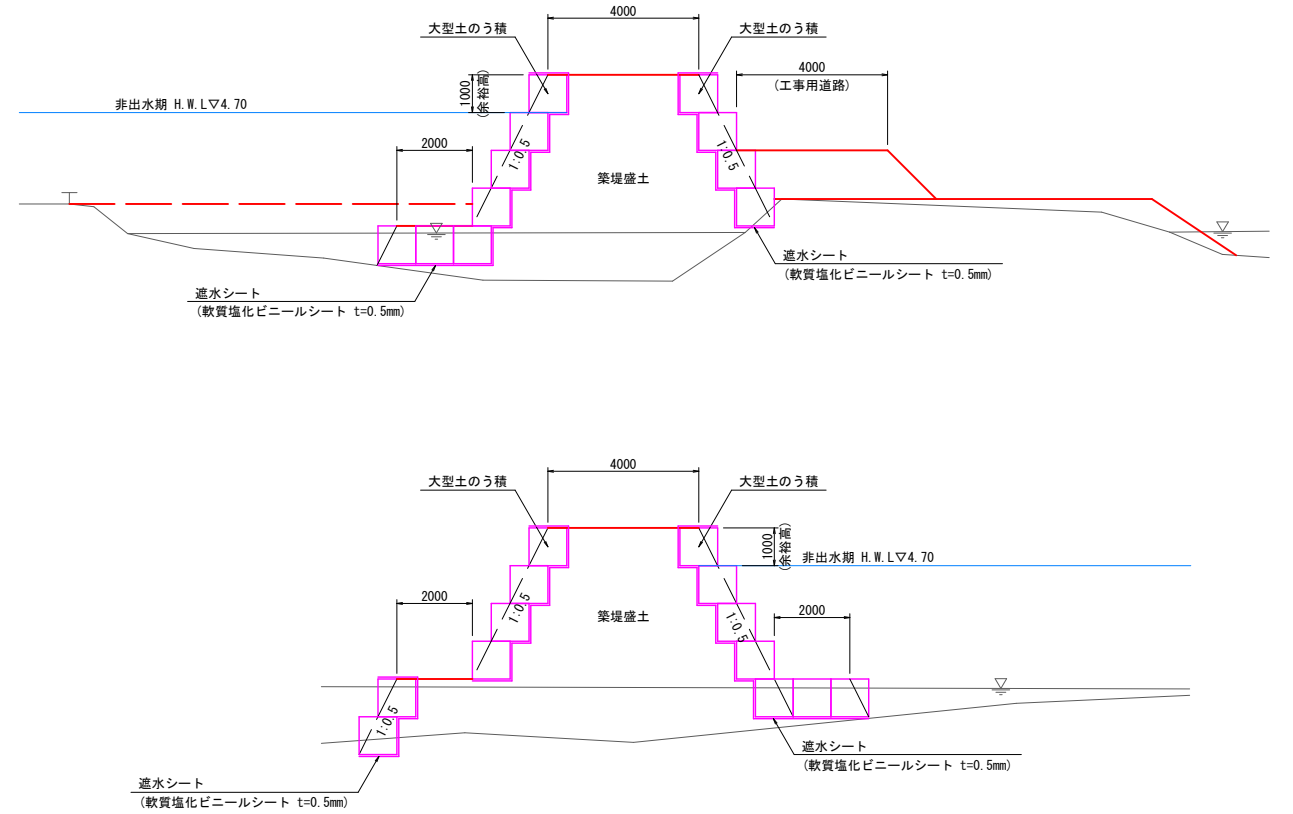 4000
大型土のう積
大型土のう積
4000
(工事用道路)
1000
(余裕高)
非出水期 H.W.L▽4.70
2000
1:0.5
1:0.5
築堤盛土
遮水シート
(軟質塩化ビニールシート t=0.5mm)
遮水シート
(軟質塩化ビニールシート t=0.5mm)
4000
大型土のう積
大型土のう積
1000
(余裕高)
非出水期 H.W.L▽4.70
2000
1:0.5
築堤盛土
2000
1:0.5
1:0.5
遮水シート
(軟質塩化ビニールシート t=0.5mm)
遮水シート
(軟質塩化ビニールシート t=0.5mm)